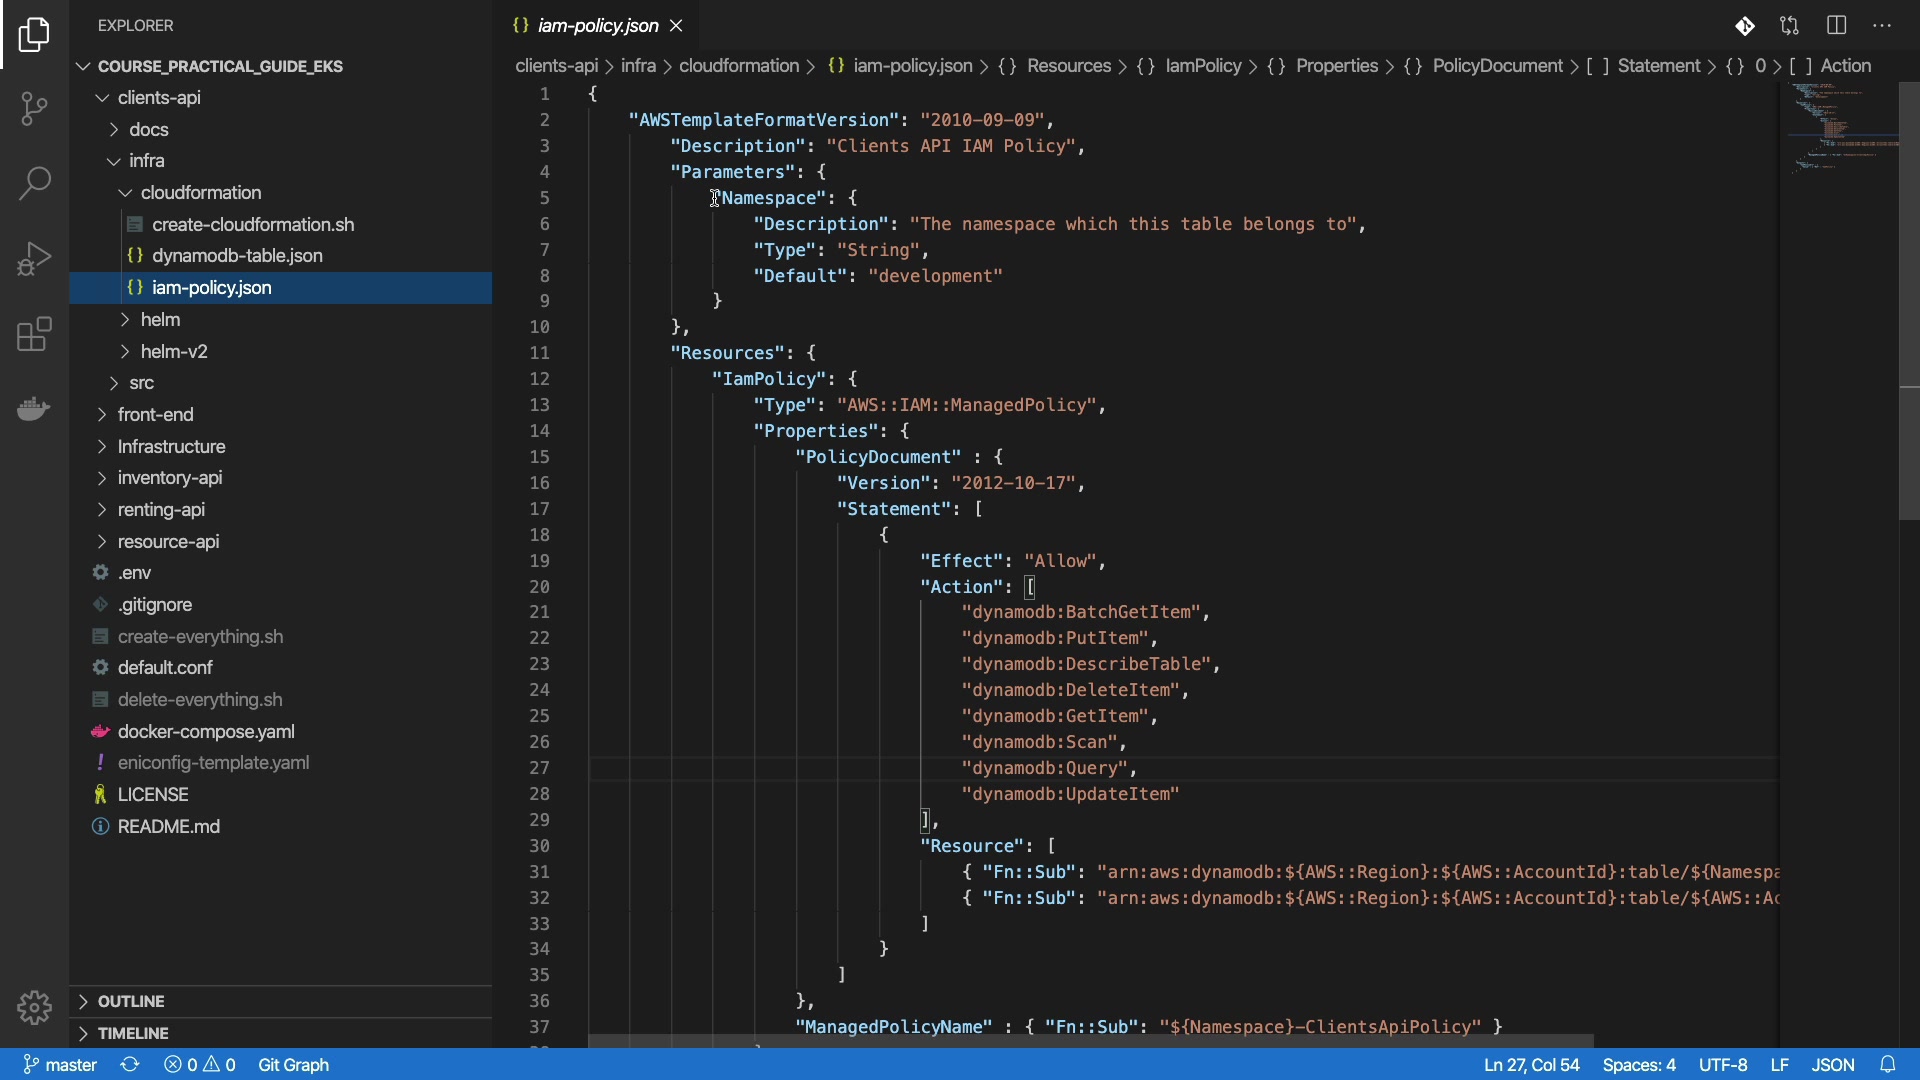 EXPLORER
COURSE_PRACTICAL_GUIDE_EKS
clients-api
docs
infra
cloudformation
create-cloudformation.sh
dynamodb-table.json
iam-policy.json
helm
helm-v2
src
front-end
Infrastructure
inventory-api
renting-api
resource-api
.env
.gitignore
create-everything.sh
default.conf
delete-everything.sh
docker-compose.yaml
eniconfig-template.yaml
LICENSE
README.md
OUTLINE
TIMELINE
{} iam-policy.json
clients-api > infra > cloudformation > {} iam-policy.json > {} Resources > {} IamPolicy > {} Properties > {} PolicyDocument > [ ] Statement > {} 0 > [ ] Action
1 {
2 "AWSTemplateFormatVersion": "2010-09-09",
3 "Description": "Clients API IAM Policy",
4 "Parameters": {
5 "Namespace": {
6 "Description": "The namespace which this table belongs to",
7 "Type": "String",
8 "Default": "development"
9 }
10 },
11 "Resources": {
12 "IamPolicy": {
13 "Type": "AWS::IAM::ManagedPolicy",
14 "Properties": {
15 "PolicyDocument" : {
16 "Version": "2012-10-17",
17 "Statement": [
18 {
19 "Effect": "Allow",
20 "Action": [
21 "dynamodb:BatchGetItem",
22 "dynamodb:PutItem",
23 "dynamodb:DescribeTable",
24 "dynamodb:DeleteItem",
25 "dynamodb:GetItem",
26 "dynamodb:Scan",
27 "dynamodb:Query",
28 "dynamodb:UpdateItem"
29 ],
30 "Resource": [
31 { "Fn::Sub": "arn:aws:dynamodb:${AWS::Region}:${AWS::AccountId}:table/${Namespa
32 { "Fn::Sub": "arn:aws:dynamodb:${AWS::Region}:${AWS::AccountId}:table/${AWS::Ac
33 ]
34 }
35 ]
36 },
37 "ManagedPolicyName" : { "Fn::Sub": "${Namespace}-ClientsApiPolicy" }
master 0 0 Git Graph Ln 27, Col 54 Spaces: 4 UTF-8 LF JSON